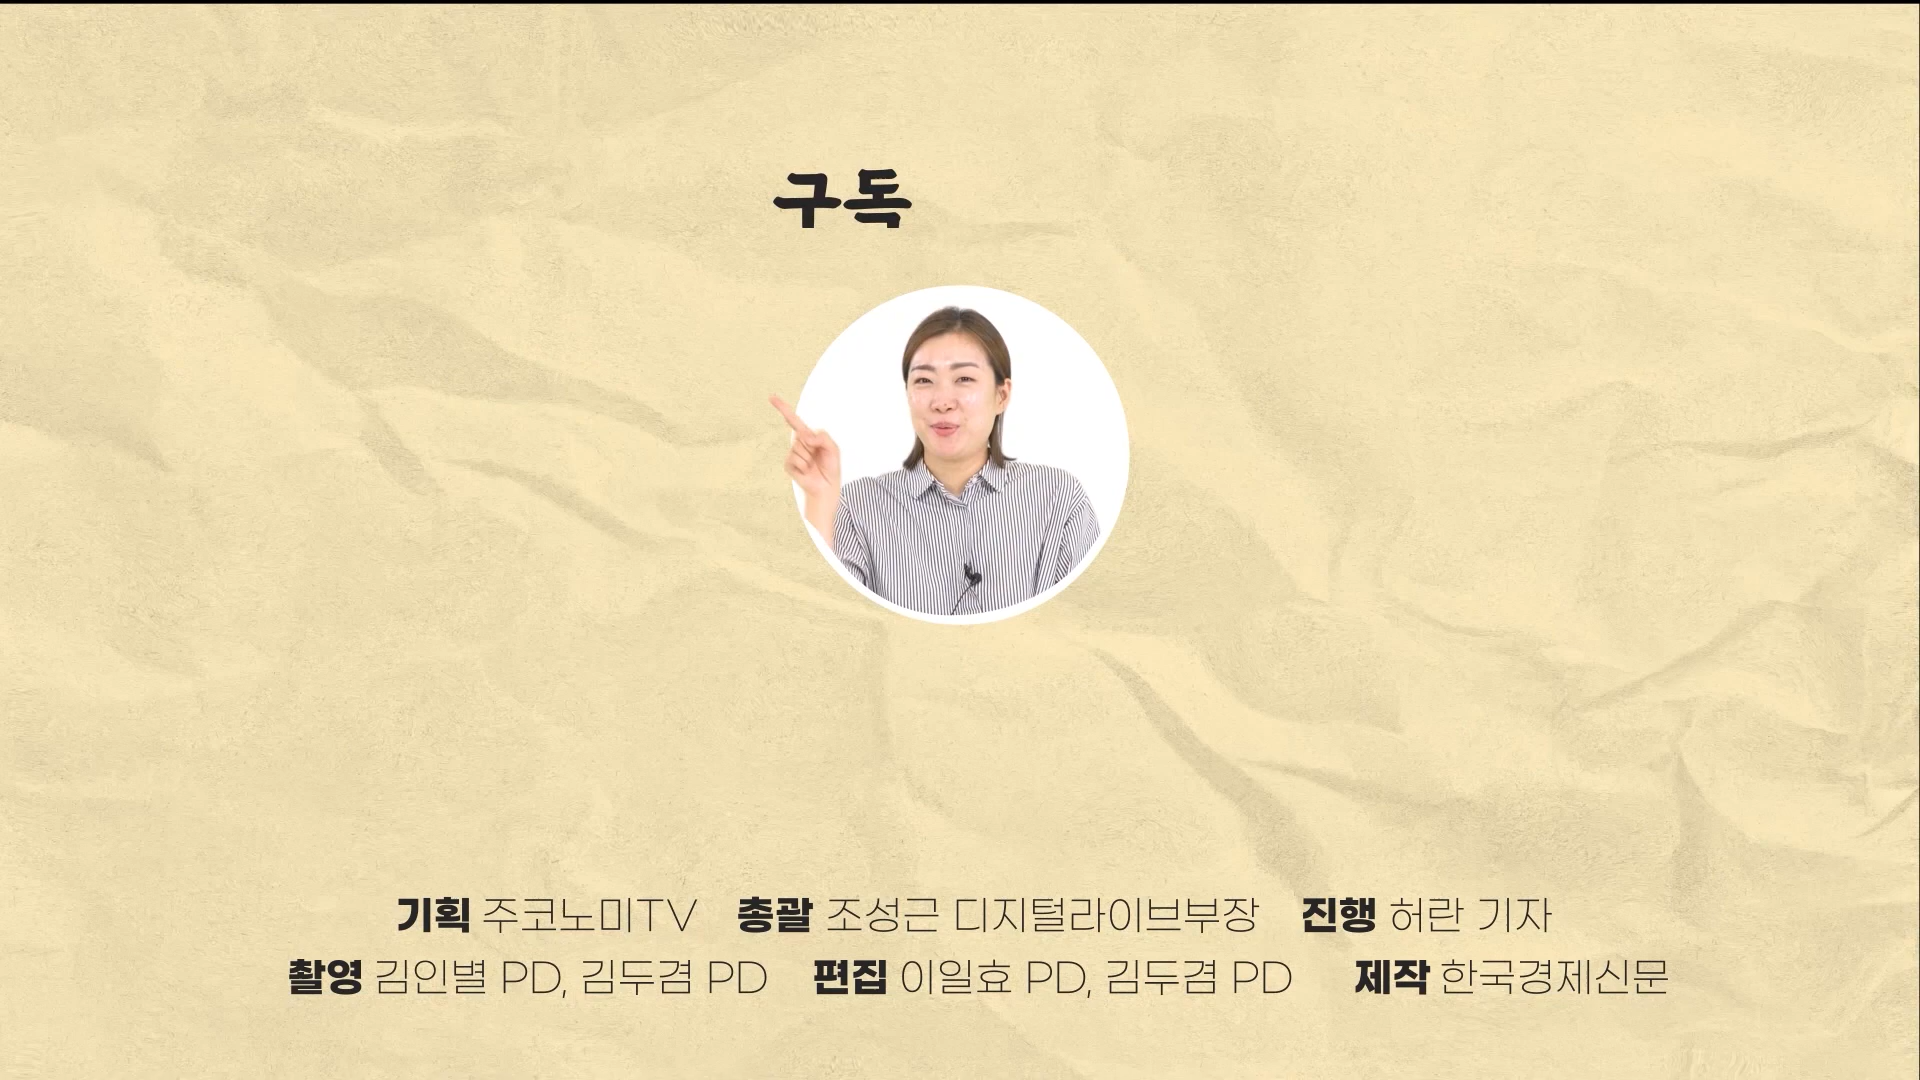 구독
기획 주코노미TV 총괄 조성근 디지털라이브부장 진행 허란 기자
촬영 김인별 PD, 김두겸 PD 편집 이일효 PD, 김두겸 PD 제작 한국경제신문